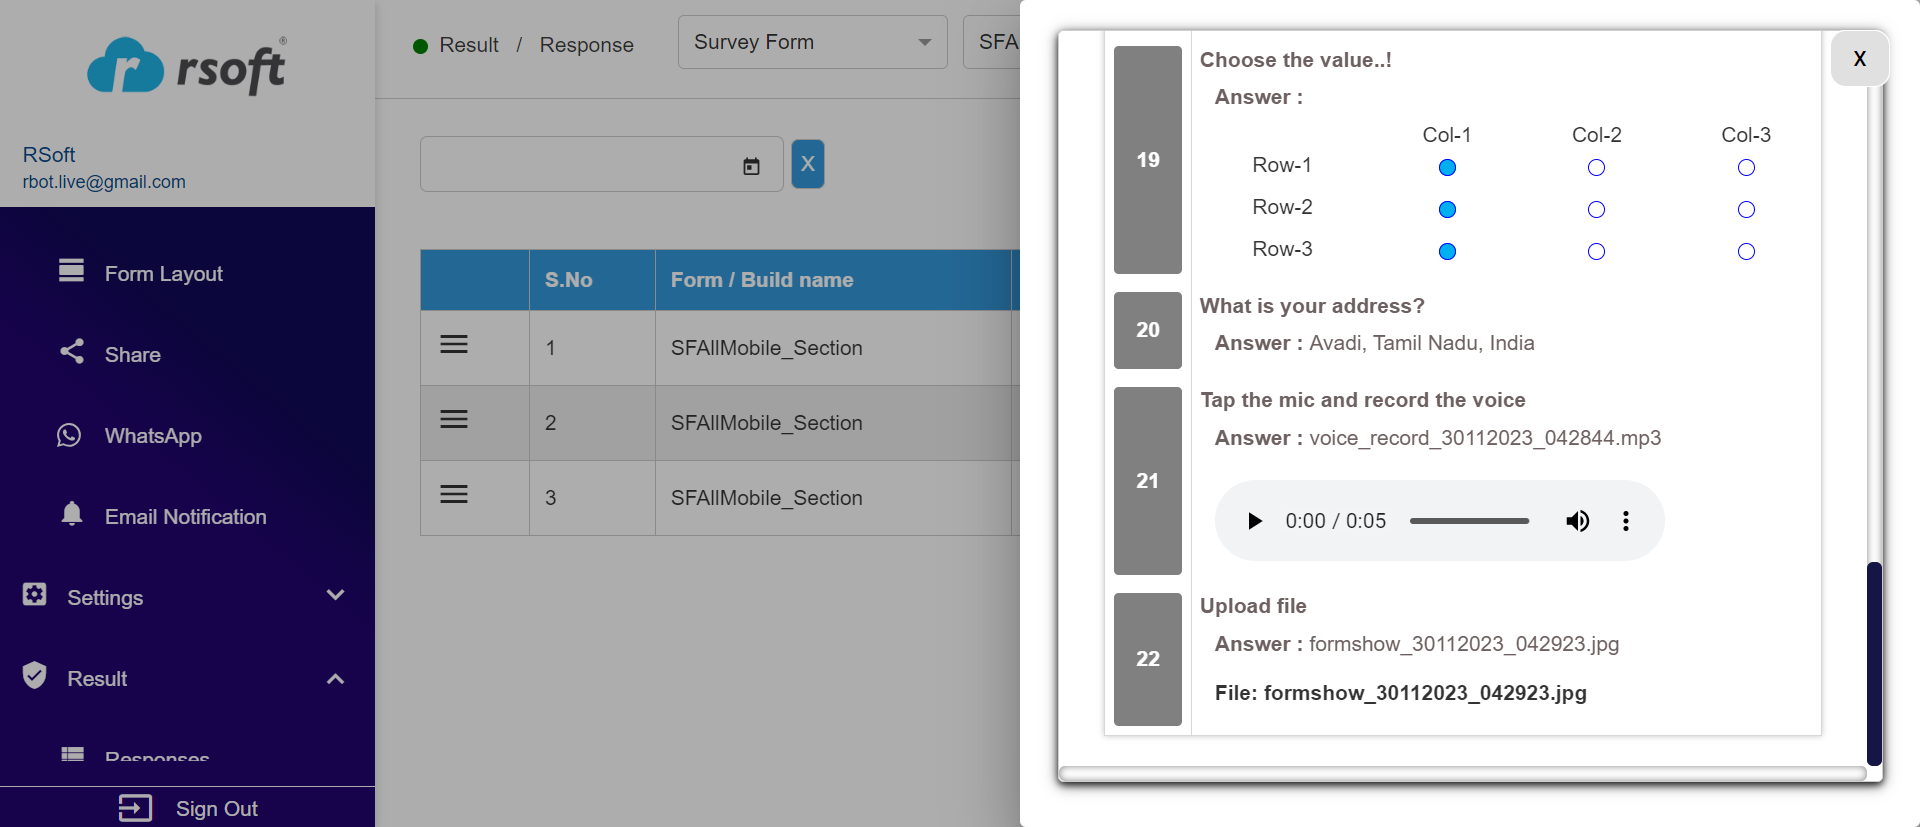 rsoft®
RSoft
rbot.live@gmail.com
Form Layout
Share
WhatsApp
Email Notification
Settings
Result
Responses
Sign Out
Result / Response
Survey Form
SFA
X
S.No
Form / Build name
1
SFAllMobile_Section
2
SFAllMobile_Section
3
SFAllMobile_Section
X
19
Choose the value..!
Answer :
Col-1 Col-2 Col-3
Row-1
Row-2
Row-3
20
What is your address?
Answer : Avadi, Tamil Nadu, India
21
Tap the mic and record the voice
Answer : voice_record_30112023_042844.mp3
0:00 / 0:05
22
Upload file
Answer : formshow_30112023_042923.jpg
File: formshow_30112023_042923.jpg